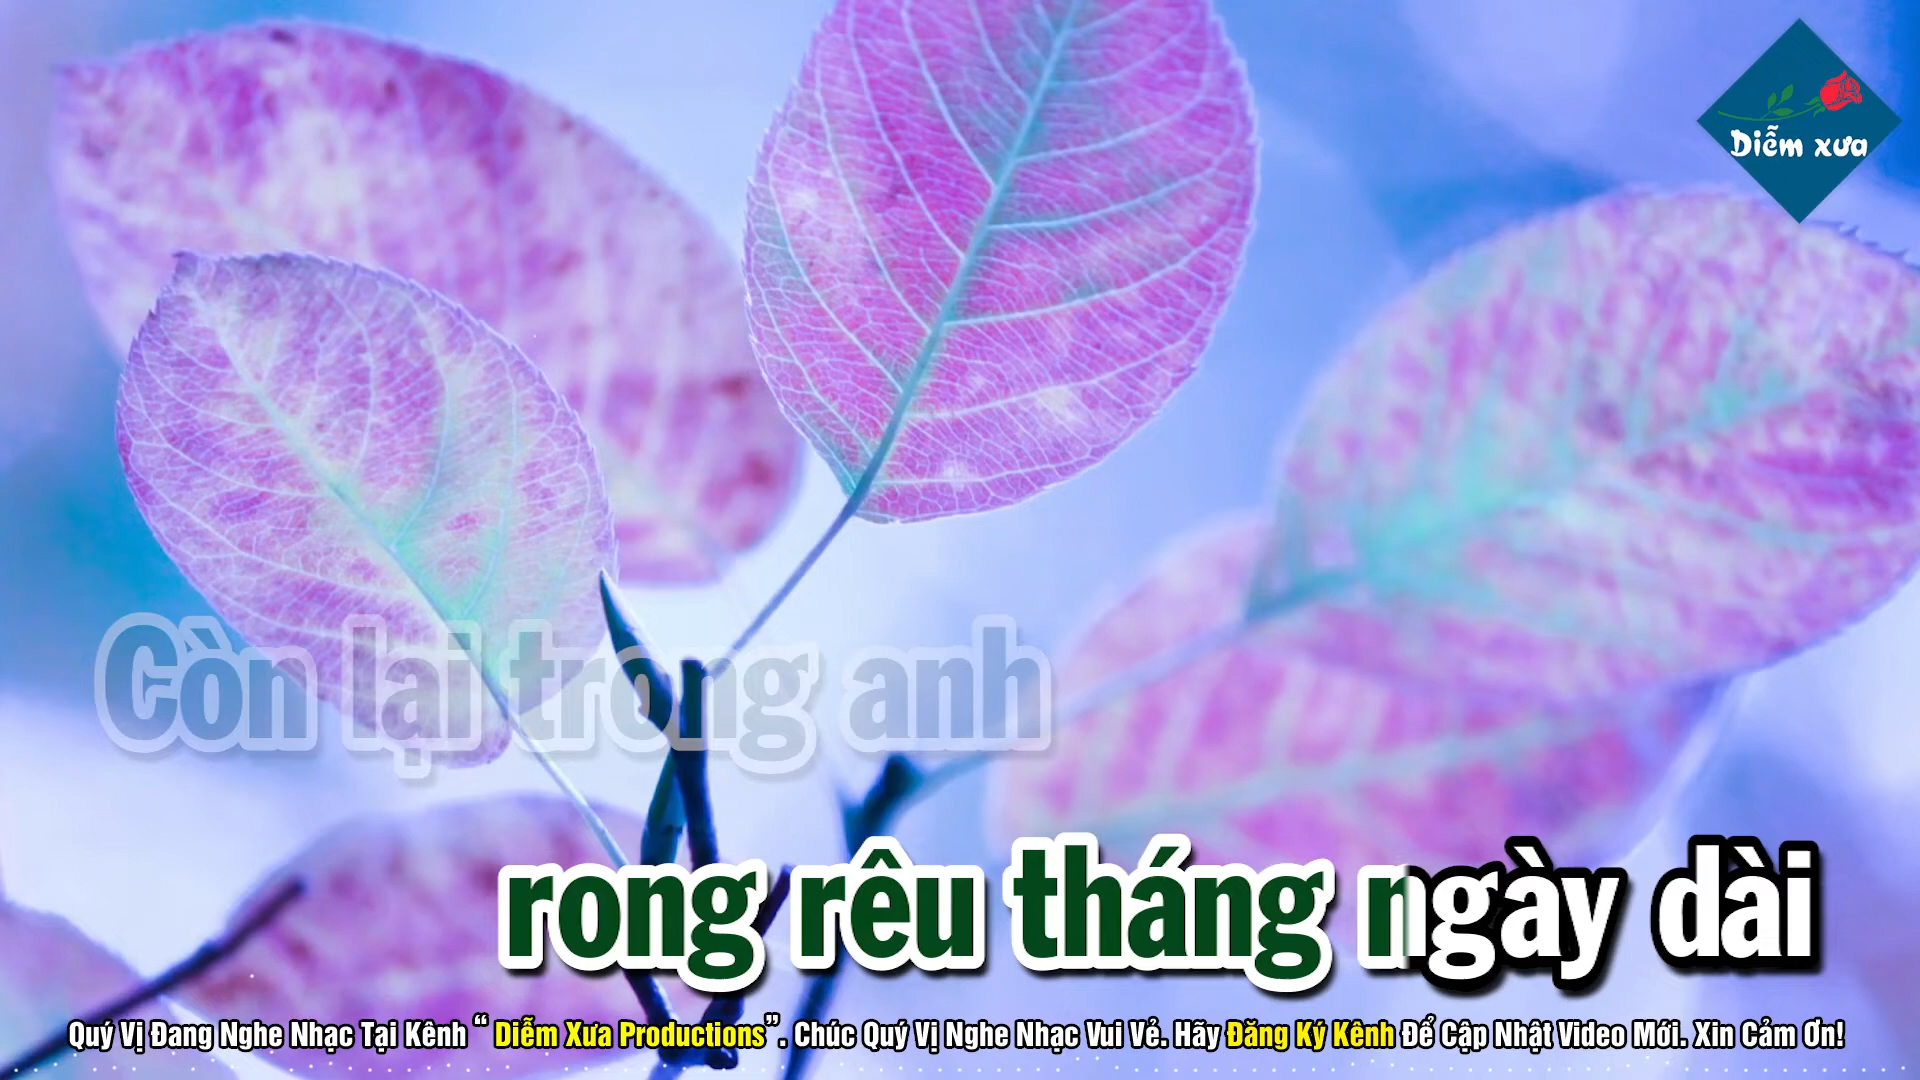 Diễm xưa
Còn lại trong anh
rong rêu tháng ngày dài
Quý Vị Đang Nghe Nhạc Tại Kênh “ Diễm Xưa Productions”. Chúc Quý Vị Nghe Nhạc Vui Vẻ. Hãy Đăng Ký Kênh Để Cập Nhật Video Mới. Xin Cảm Ơn!